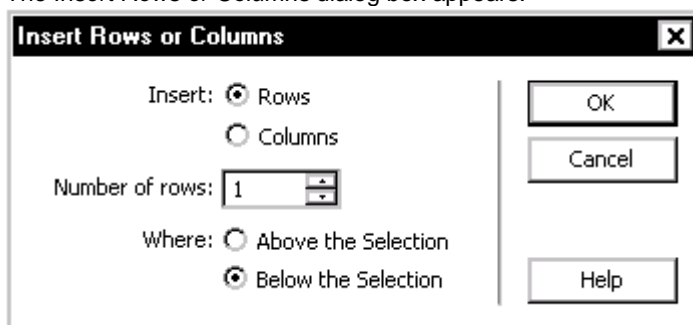 The Insert Rows or Columns dialog box appears.
Insert Rows or Columns
Insert: Rows
Columns
Number of rows: 1
Where: Above the Selection
Below the Selection
OK
Cancel
Help